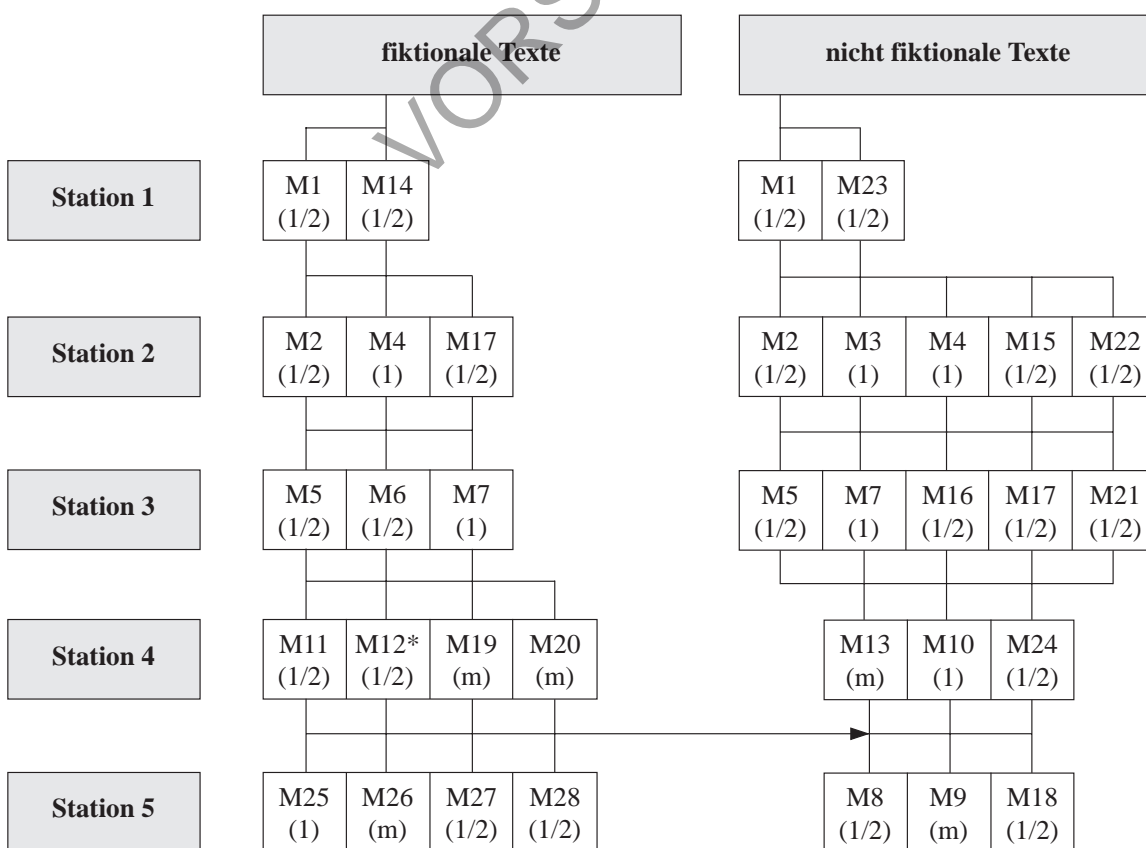 fiktionale Texte nicht fiktionale Texte
Station 1 M1 M14 M1 M23
(1/2) (1/2) (1/2) (1/2)
Station 2 M2 M4 M17 M2 M3 M4 M15 M22
(1/2) (1) (1/2) (1/2) (1) (1) (1/2) (1/2)
Station 3 M5 M6 M7 M5 M7 M16 M17 M21
(1/2) (1/2) (1) (1/2) (1) (1/2) (1/2) (1/2)
Station 4 M11 M12* M19 M20 M13 M10 M24
(1/2) (1/2) (m) (m) (m) (1) (1/2)
Station 5 M25 M26 M27 M28 M8 M9 M18
(1) (m) (1/2) (1/2) (1/2) (m) (1/2)